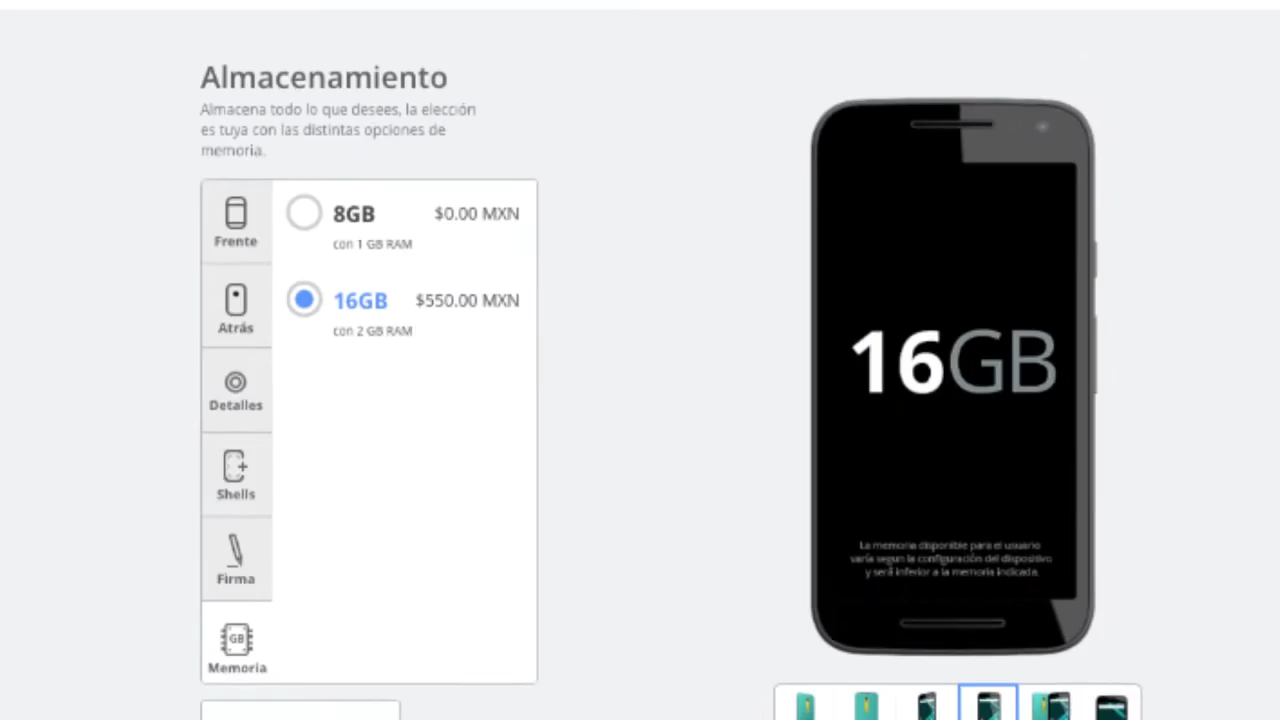 Almacenamiento
Almacena todo lo que desees, la elección
es tuya con las distintas opciones de
memoria.
Frente
Atrás
Detalles
Shells
Firma
GB
Memoria
8GB $0.00 MXN
con 1 GB RAM
16GB $550.00 MXN
con 2 GB RAM
16GB
La memoria disponible para el usuario
varía segun la configuración del dispositivo
y será inferior a la memoria indicada.